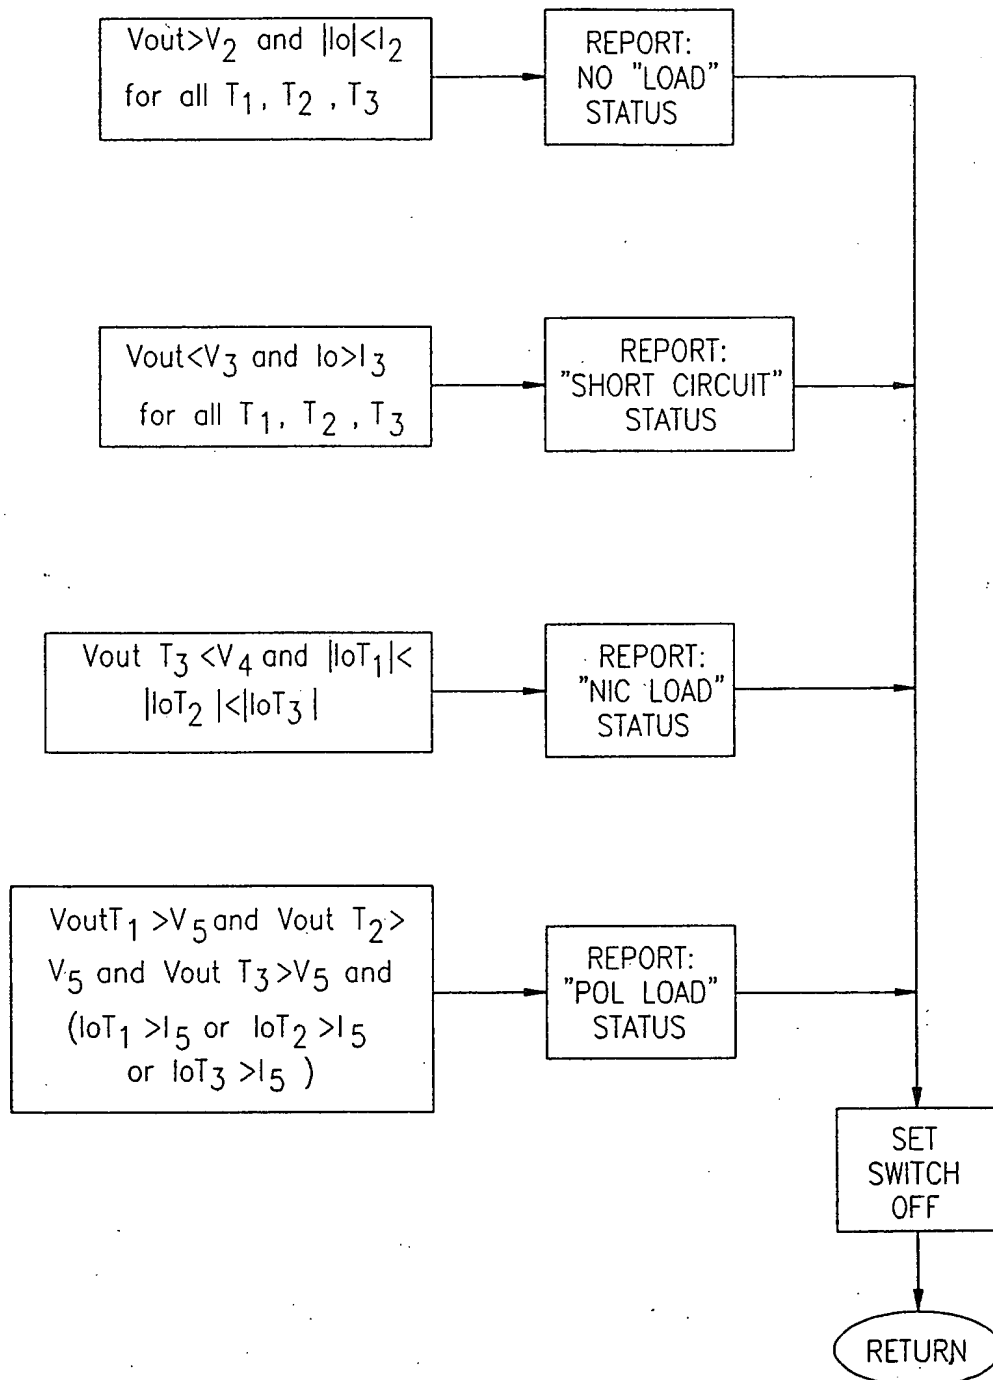 Vout>V2 and |Io|<I2
for all T1, T2, T3
REPORT:
NO "LOAD"
STATUS
Vout<V3 and Io>I3
for all T1, T2, T3
REPORT:
"SHORT CIRCUIT"
STATUS
Vout T3<V4 and |IoT1|<
|IoT2|<|IoT3|
REPORT:
"NIC LOAD"
STATUS
VoutT1>V5 and Vout T2>
V5 and Vout T3>V5 and
(IoT1>I5 or IoT2>I5
or IoT3>I5)
REPORT:
"POL LOAD"
STATUS
SET
SWITCH
OFF
RETURN